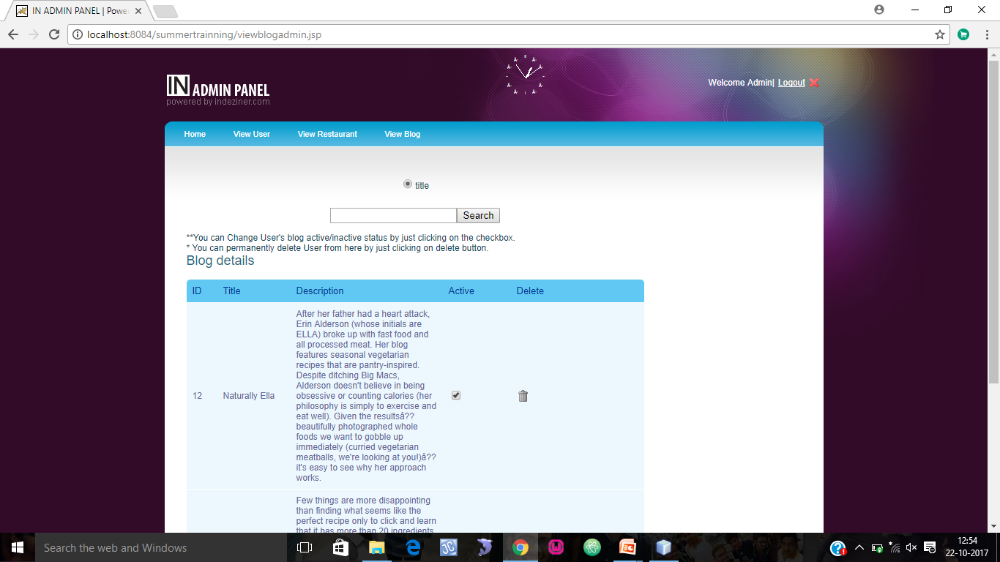 IN ADMIN PANEL | Powe
localhost:8084/summertrainning/viewblogadmin.jsp
IN ADMIN PANEL
powered by indeziner.com
Welcome Admin| Logout
Home View User View Restaurant View Blog
title
Search
**You can Change User's blog active/inactive status by just clicking on the checkbox.
* You can permanently delete User from here by just clicking on delete button.
Blog details
ID Title Description Active Delete
After her father had a heart attack,
Erin Alderson (whose initials are
ELLA) broke up with fast food and
all processed meat. Her blog
features seasonal vegetarian
recipes that are pantry-inspired.
Despite ditching Big Macs,
Alderson doesn't believe in being
12 Naturally Ella obsessive or counting calories (her
philosophy is simply to exercise and
eat well). Given the resultsâ??
beautifully photographed whole
foods we want to gobble up
immediately (curried vegetarian
meatballs, we're looking at you!)â??
it's easy to see why her approach
works.
Few things are more disappointing
than finding what seems like the
perfect recipe only to click and learn
that it has more than 20 ingredients
Search the web and Windows
12:54
22-10-2017